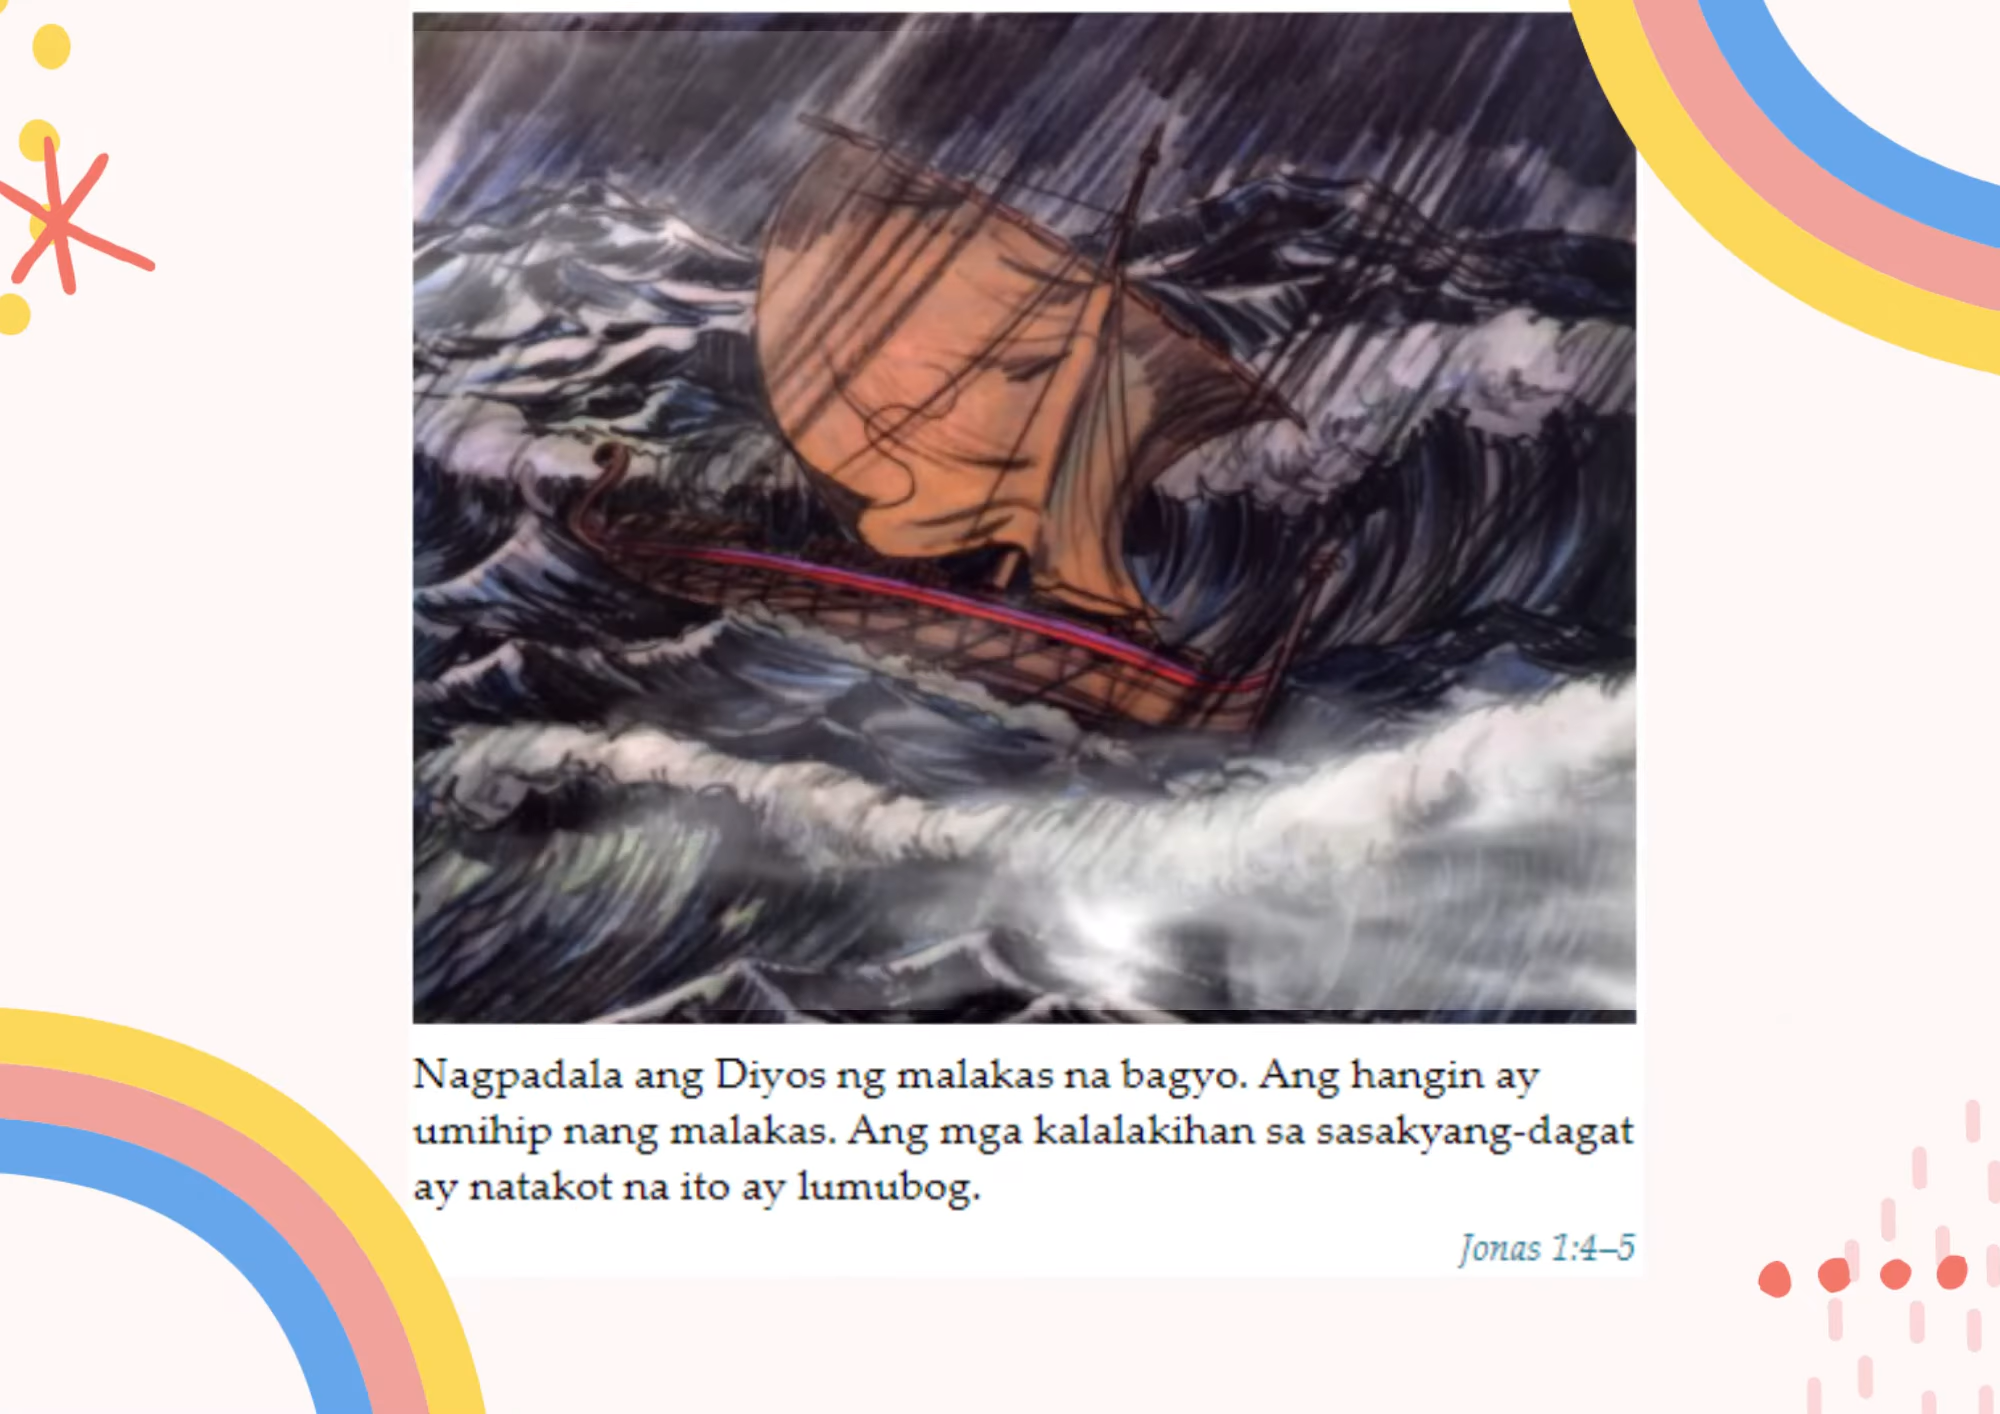 Nagpadala ang Diyos ng malakas na bagyo. Ang hangin ay
umihip nang malakas. Ang mga kalalakihan sa sasakyang-dagat
ay natakot na ito ay lumubog.
Jonas 1:4–5